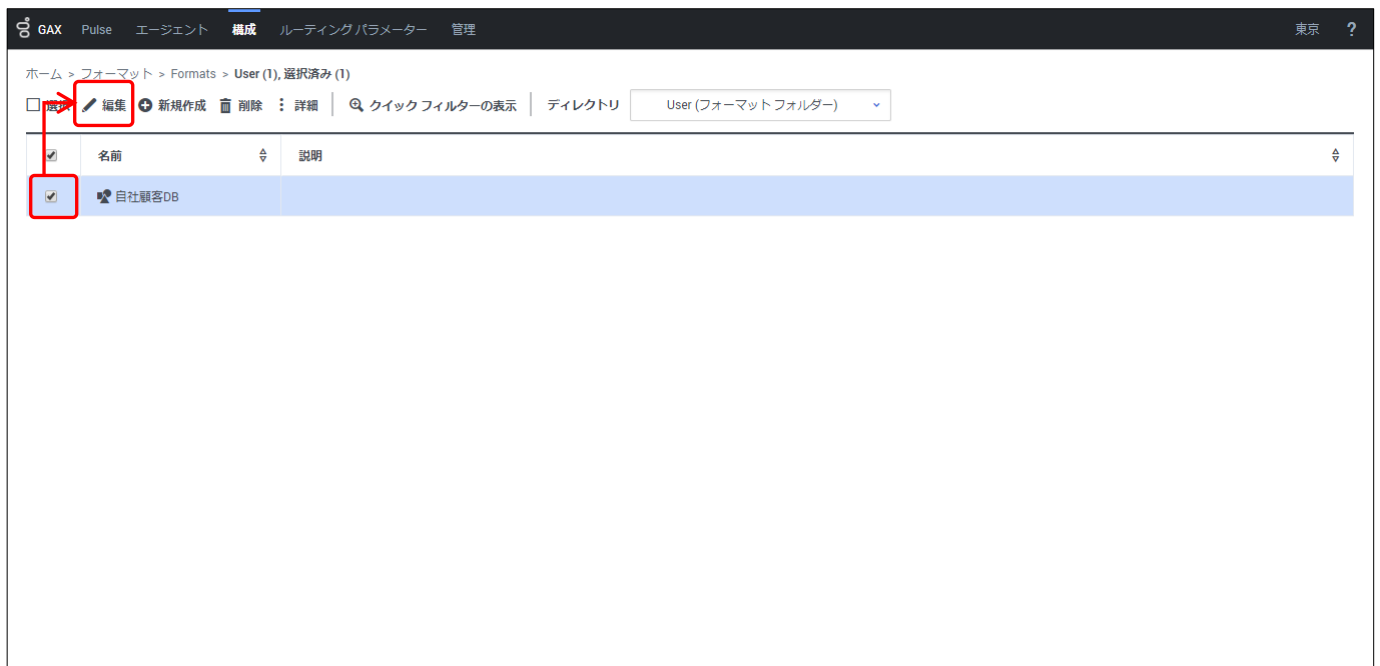 GAX Pulse エージェント 構成 ルーティング パラメーター 管理 東京 ?
ホーム > フォーマット > Formats > User (1), 選択済み (1)
選択 編集 新規作成 削除 詳細 クイック フィルターの表示 ディレクトリ User (フォーマット フォルダー)
名前 説明
自社顧客DB